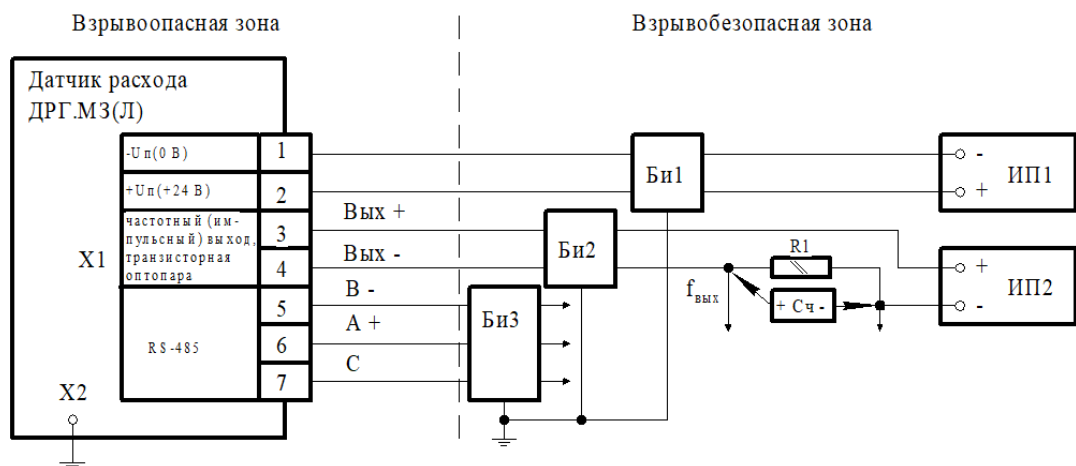 Взрывоопасная зона
Взрывобезопасная зона
Датчик расхода
ДРГ.МЗ(Л)
-Uп(0 В)
1
+Uп(+24 В)
2
частотный (им-
пульсный) выход,
транзисторная
оптопара
3
4
X1
RS-485
5
6
7
X2
Вых +
Вых -
B -
A +
C
Би1
Би2
Би3
fвых
R1
+ Сч -
-
+
ИП1
+
-
ИП2